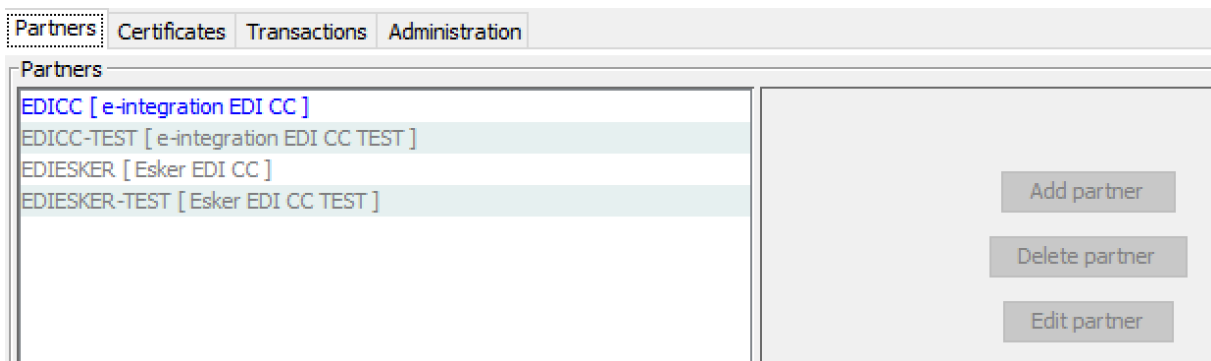 Partners Certificates Transactions Administration
Partners
EDICC [ e-integration EDI CC ]
EDICC-TEST [ e-integration EDI CC TEST ]
EDIESKER [ Esker EDI CC ]
EDIESKER-TEST [ Esker EDI CC TEST ]
Add partner
Delete partner
Edit partner